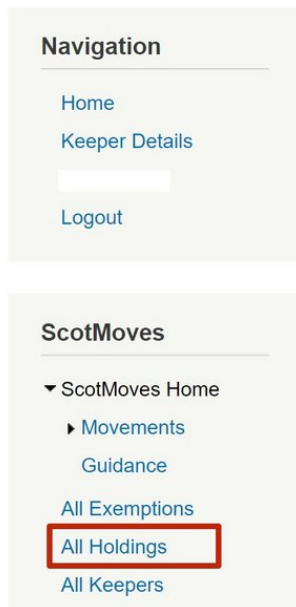 Navigation
Home
Keeper Details
Logout
ScotMoves
ScotMoves Home
Movements
Guidance
All Exemptions
All Holdings
All Keepers